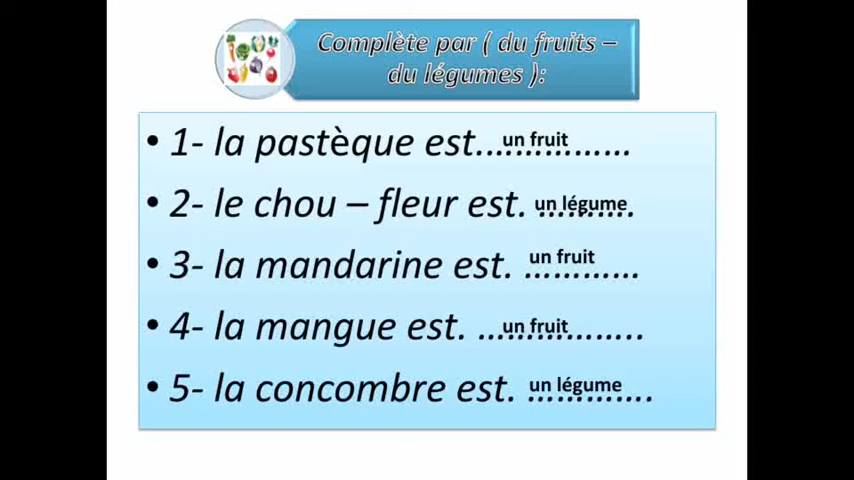 Complète par ( du fruits –
du légumes ):
• 1- la pastèque est................ un fruit
• 2- le chou – fleur est. ........... un légume
• 3- la mandarine est. ............ un fruit
• 4- la mangue est. ................. un fruit
• 5- la concombre est. ............. un légume